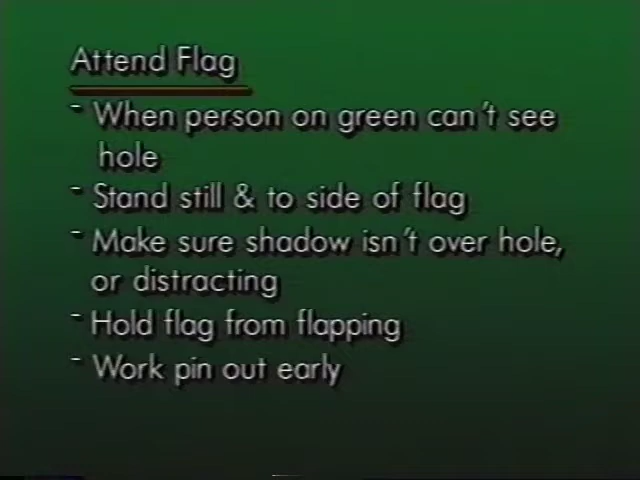 Attend Flag
- When person on green can't see
hole
- Stand still & to side of flag
- Make sure shadow isn't over hole,
or distracting
- Hold flag from flapping
- Work pin out early